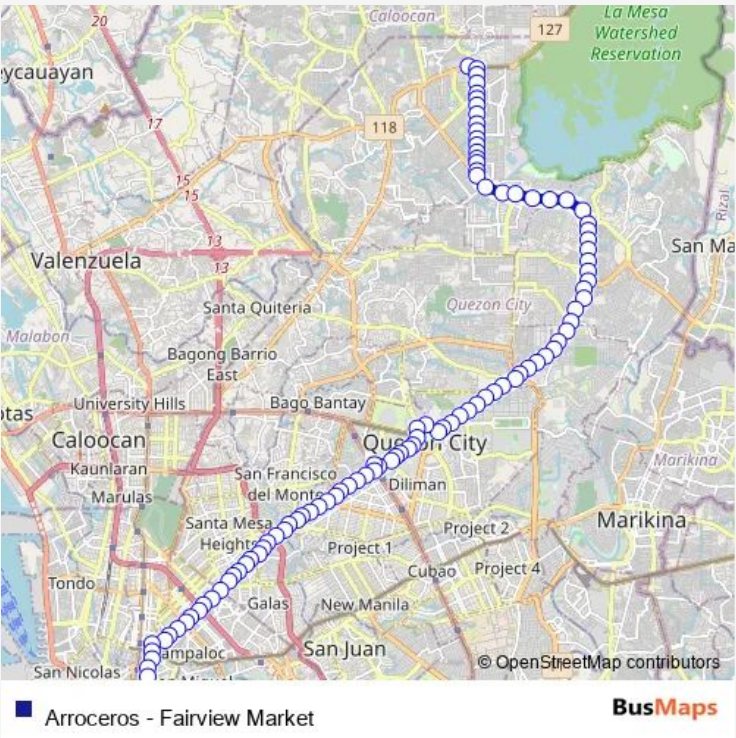 20
Caloocan
127
La Mesa
Watershed
Reservation
eycauayan
118
17
15
15
Rizal
13
13
Valenzuela
San Ma
Santa Quiteria
Quezon City
Malabon
Bagong Barrio
East
University Hills
Bago Bantay
otas
Caloocan
Quezon City
Kaunlaran
San Francisco
del Monte
Diliman
Marikina
Marulas
Santa Mesa
Heights
Project 2
Marikina
Project 1
Cubao
Project 4
Tondo
Galas
New Manila
ampaloc
San Juan
San Nicolas
© OpenStreetMap contributors
Arroceros - Fairview Market
BusMaps